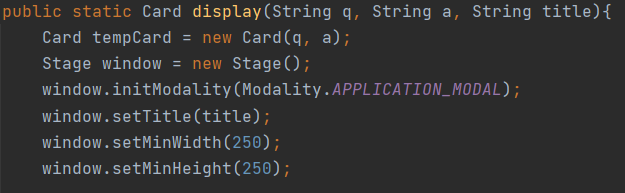 public static Card display(String q, String a, String title){
    Card tempCard = new Card(q, a);
    Stage window = new Stage();
    window.initModality(Modality.APPLICATION_MODAL);
    window.setTitle(title);
    window.setMinWidth(250);
    window.setMinHeight(250);